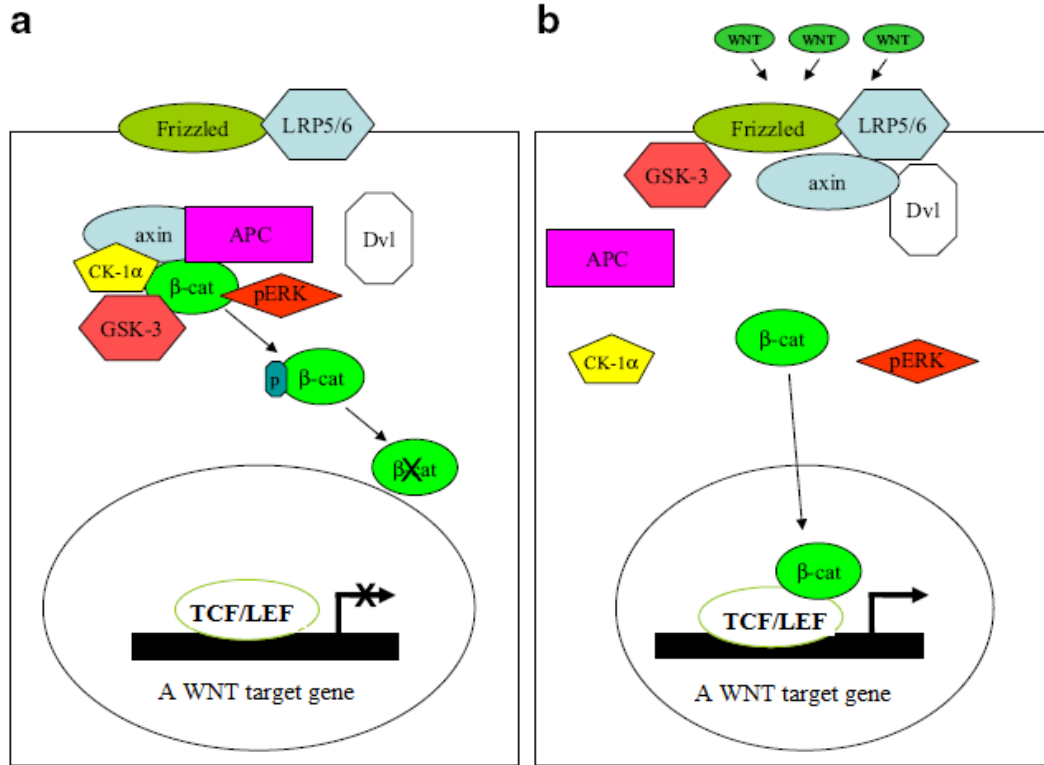 a
Frizzled
LRP5/6
axin
APC
Dvl
CK-1α
β-cat
pERK
GSK-3
p
β-cat
β-cat
X
TCF/LEF
X
A WNT target gene
b
WNT
WNT
WNT
Frizzled
LRP5/6
GSK-3
axin
Dvl
APC
β-cat
CK-1α
pERK
β-cat
TCF/LEF
A WNT target gene